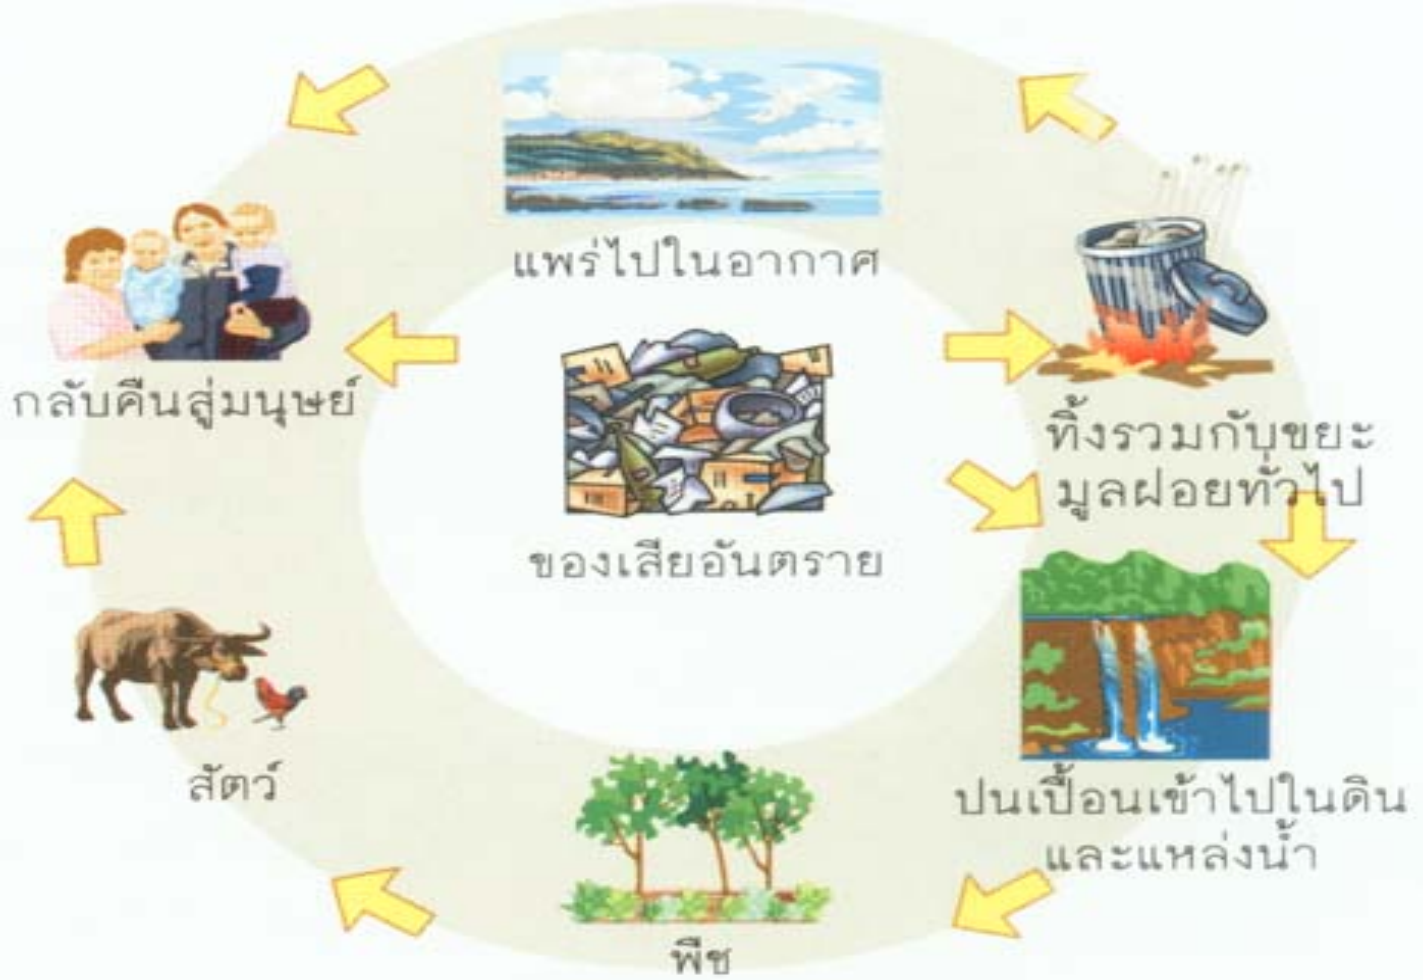 แพร่ไปในอากาศ
กลับคืนสู่มนุษย์
ทิ้งรวมกับขยะ
มูลฝอยทั่วไป
ของเสียอันตราย
สัตว์
ปนเปื้อนเข้าไปในดิน
และแหล่งน้ำ
พืช